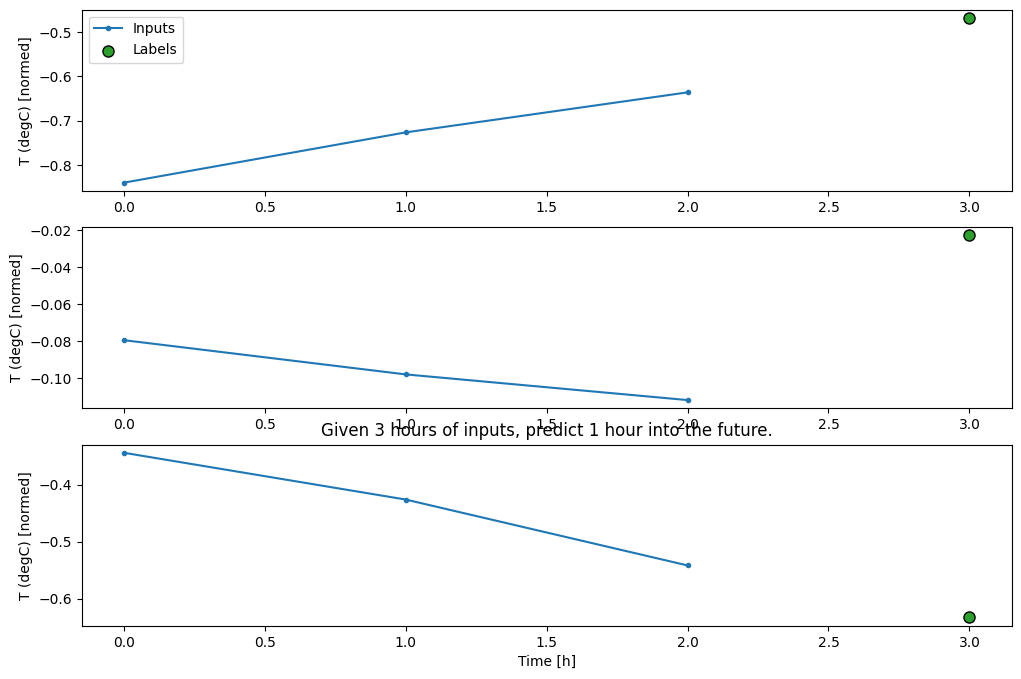 Inputs
Labels
T (degC) [normed]
−0.5
−0.6
−0.7
−0.8
0.0 0.5 1.0 1.5 2.0 2.5 3.0
T (degC) [normed]
−0.02
−0.04
−0.06
−0.08
−0.10
0.0 0.5 1.0 1.5 2.0 2.5 3.0
Given 3 hours of inputs, predict 1 hour into the future.
T (degC) [normed]
−0.4
−0.5
−0.6
0.0 0.5 1.0 1.5 2.0 2.5 3.0
Time [h]